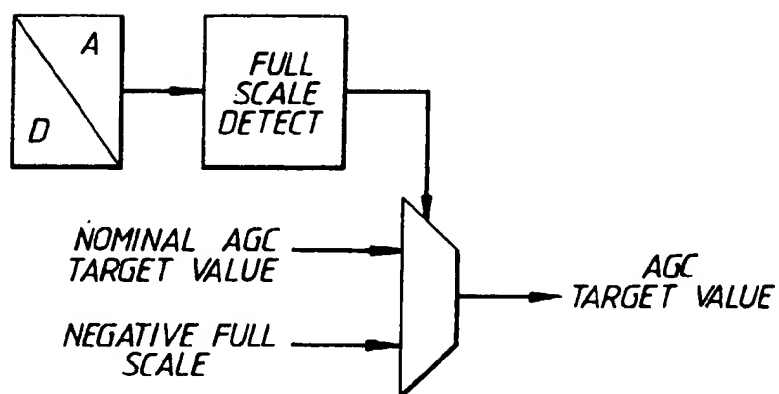 A
D
FULL
SCALE
DETECT
NOMINAL AGC
TARGET VALUE
NEGATIVE FULL
SCALE
AGC
TARGET VALUE